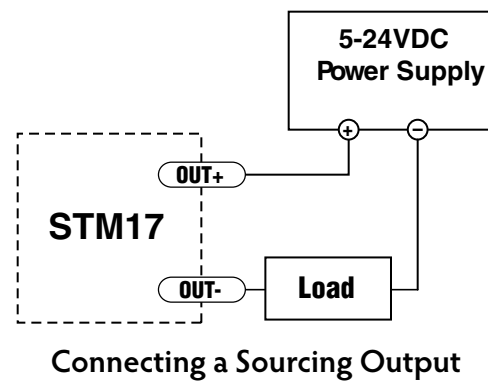 5-24VDC
Power Supply
+ −
OUT+
STM17
OUT-
Load
Connecting a Sourcing Output